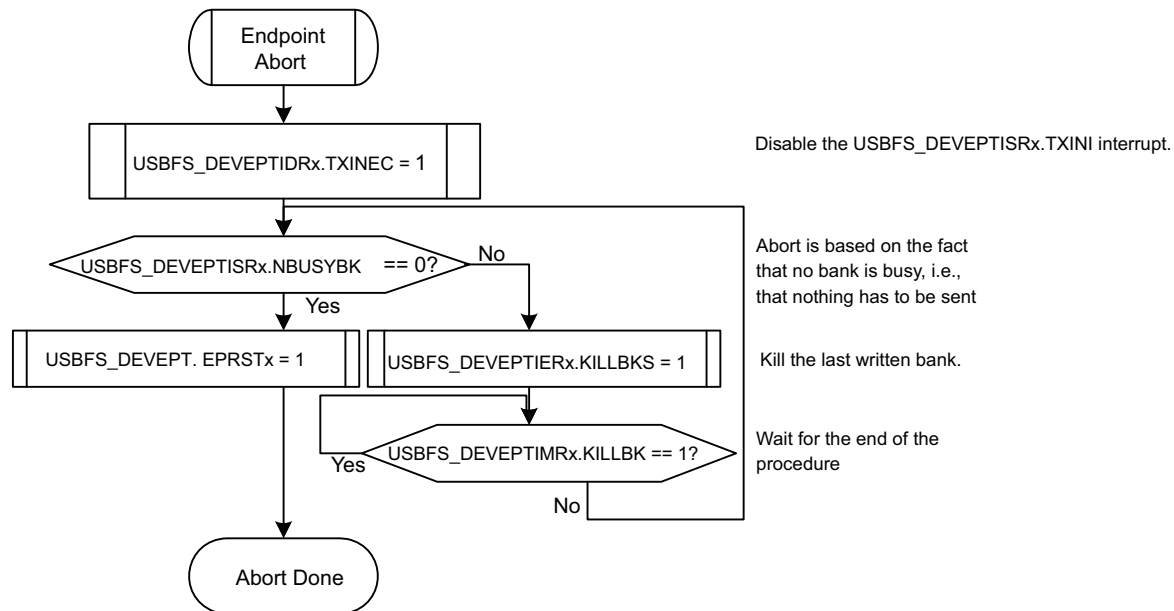 Endpoint
Abort
USBFS_DEVEPTIDRx.TXINEC = 1
Disable the USBFS_DEVEPTISRx.TXINI interrupt.
USBFS_DEVEPTISRx.NBUSYBK == 0?
No
Abort is based on the fact
that no bank is busy, i.e.,
that nothing has to be sent
Yes
USBFS_DEVEPT. EPRSTx = 1
USBFS_DEVEPTIERx.KILLBKS = 1
Kill the last written bank.
USBFS_DEVEPTIMRx.KILLBK == 1?
Yes
Wait for the end of the
procedure
No
Abort Done